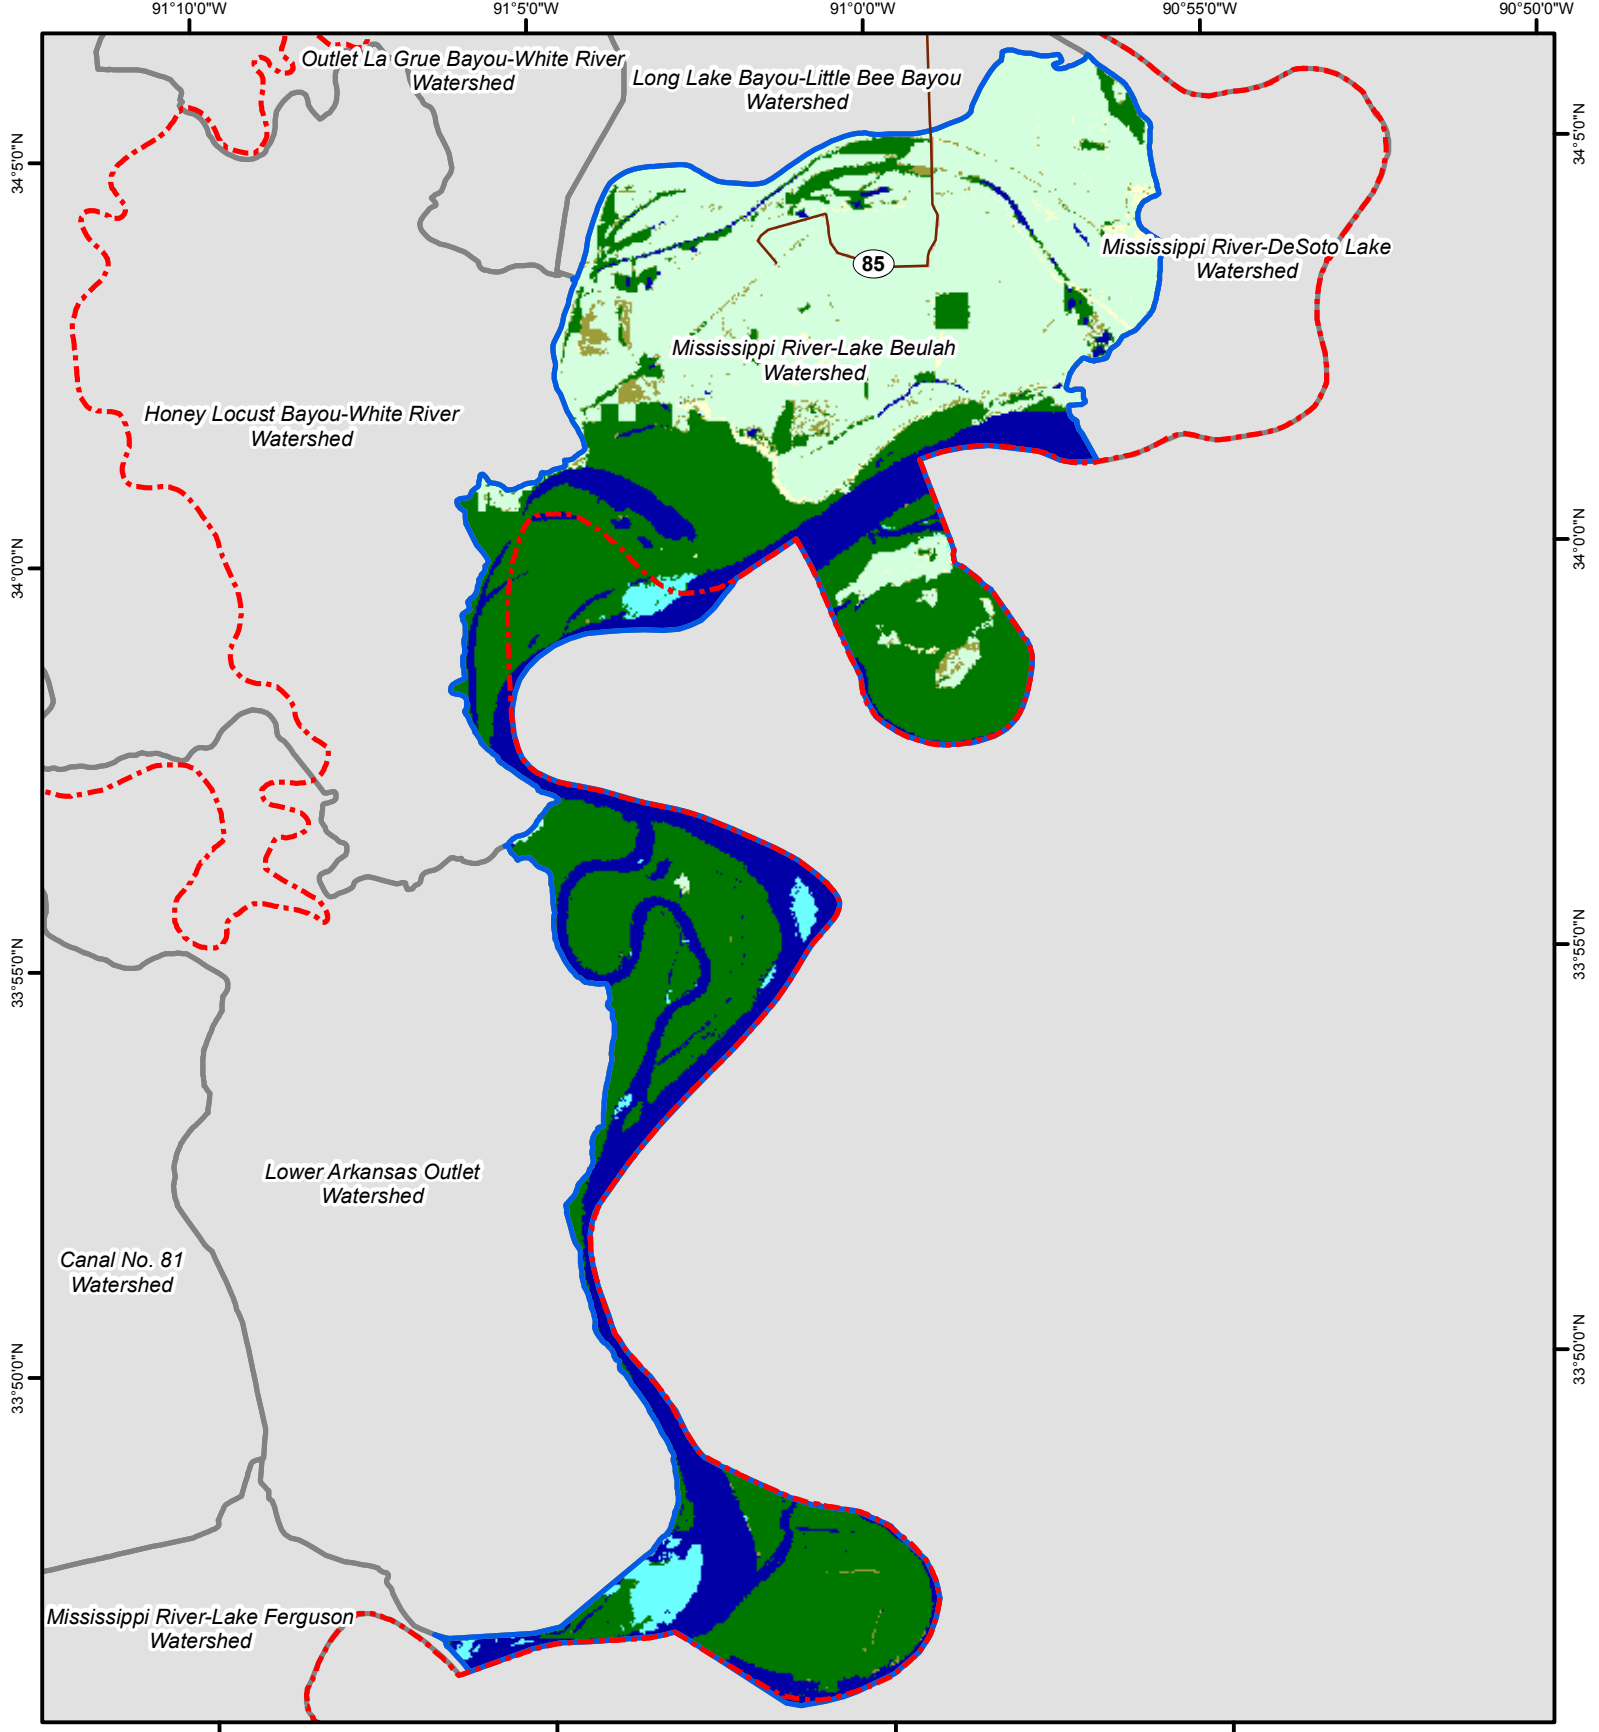 91°10'0"W
91°5'0"W
91°0'0"W
90°55'0"W
90°50'0"W
Outlet La Grue Bayou-White River
Watershed
Long Lake Bayou-Little Bee Bayou
Watershed
34°5'0"N
34°5'0"N
Mississippi River-DeSoto Lake
Watershed
85
Mississippi River-Lake Beulah
Watershed
Honey Locust Bayou-White River
Watershed
34°0'0"N
34°0'0"N
33°55'0"N
33°55'0"N
Lower Arkansas Outlet
Watershed
Canal No. 81
Watershed
33°50'0"N
33°50'0"N
Mississippi River-Lake Ferguson
Watershed